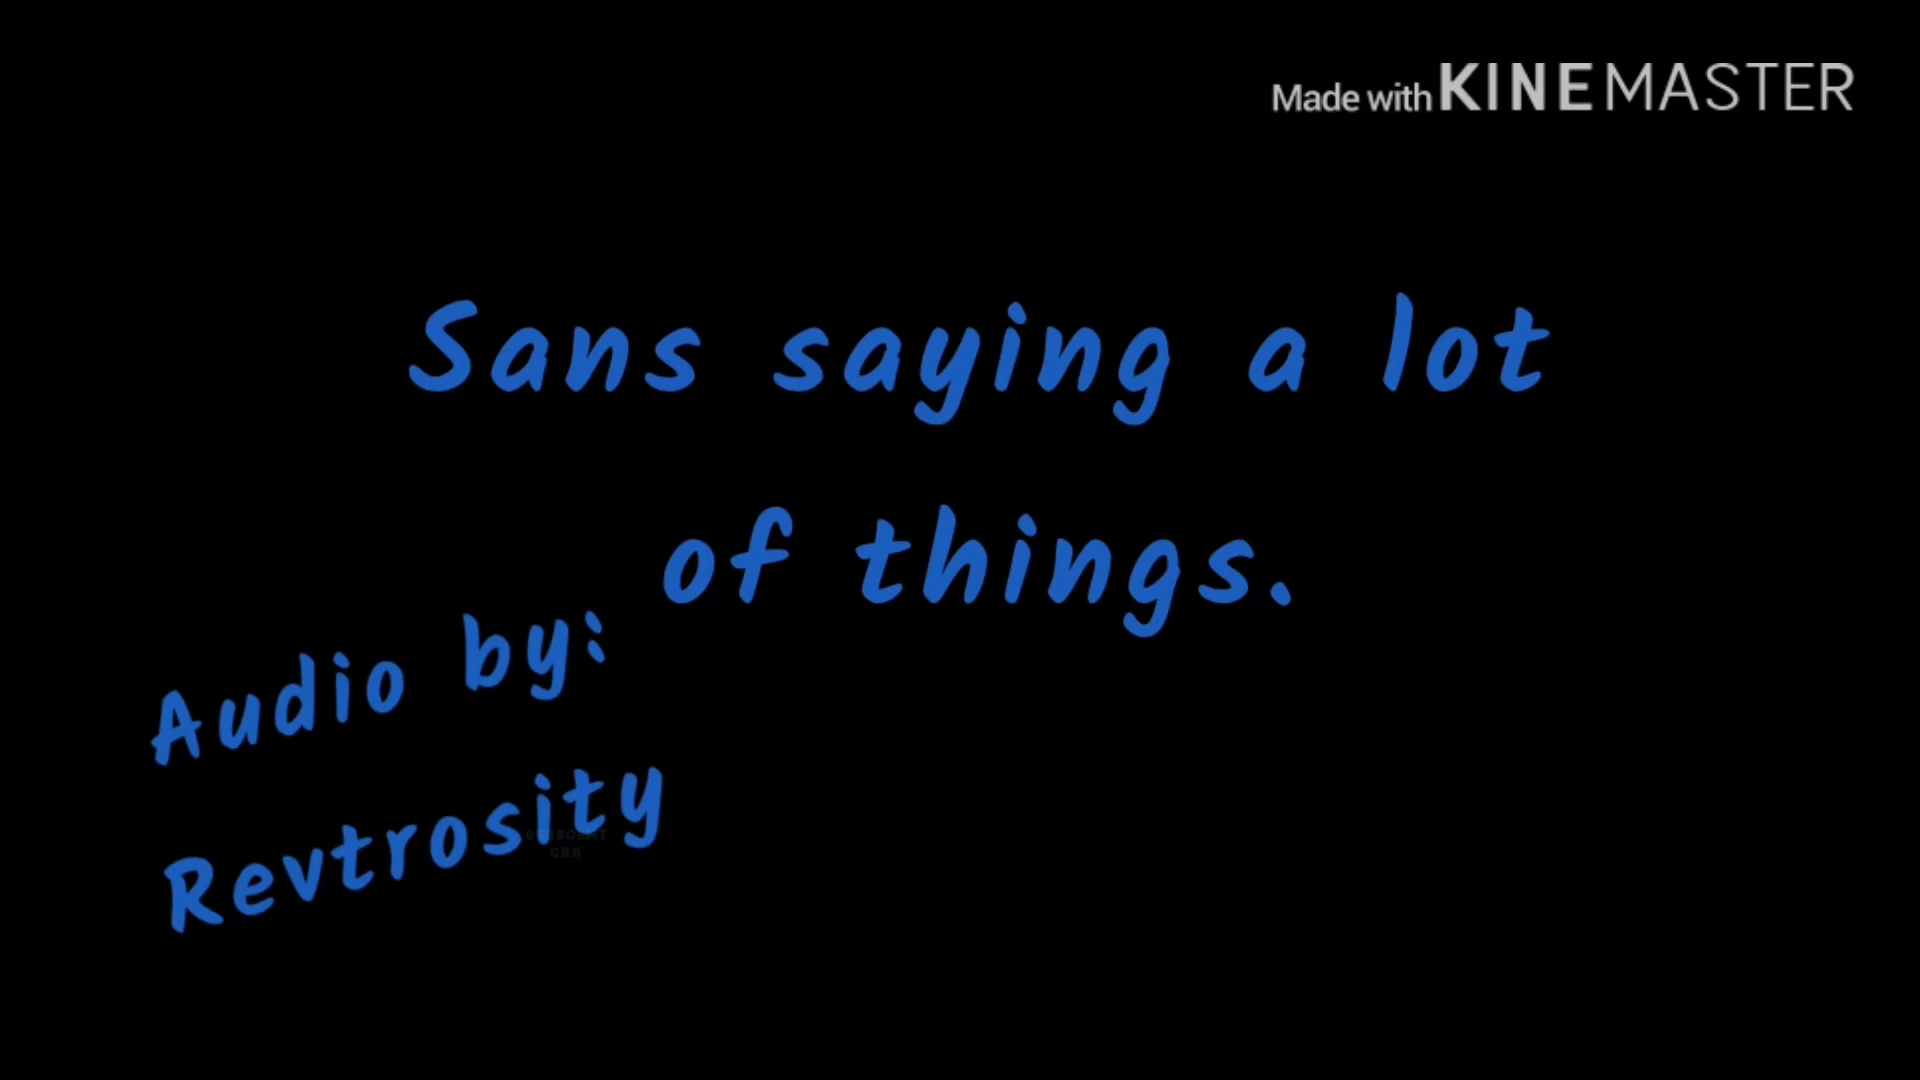 Made with KINEMASTER
Sans saying a lot
of things.
Audio by:
Revtrosity